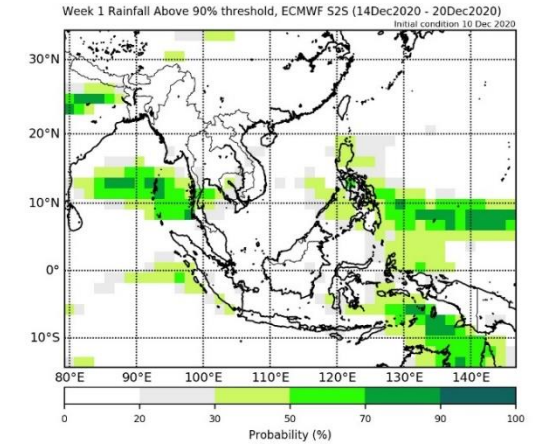 Week 1 Rainfall Above 90% threshold, ECMWF S2S (14Dec2020 - 20Dec2020)
Initial condition 10 Dec 2020
30°N
20°N
10°N
0°
10°S
80°E 90°E 100°E 110°E 120°E 130°E 140°E
0 20 30 50 70 90 100
Probability (%)